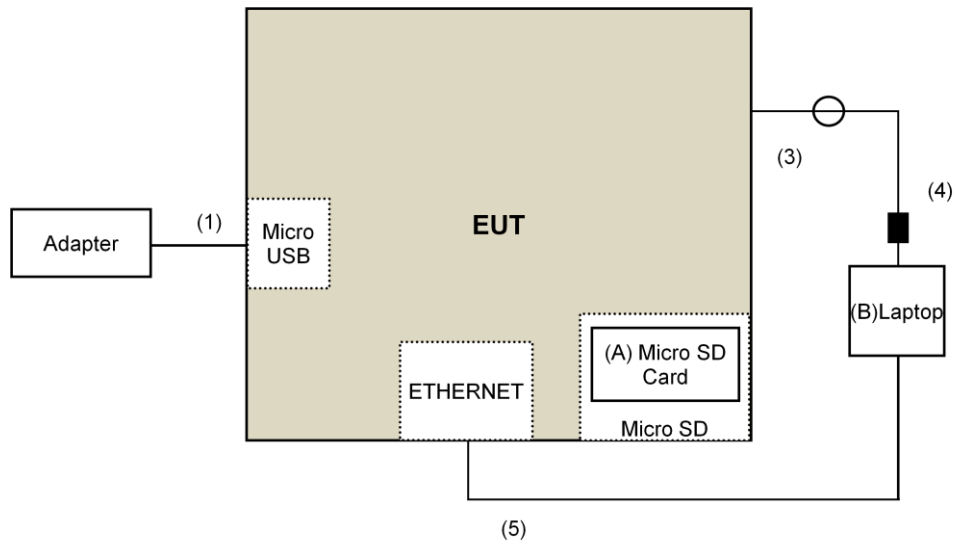 (3)
(4)
(1)
Adapter
Micro
USB
EUT
(B)Laptop
(A) Micro SD
Card
ETHERNET
Micro SD
(5)